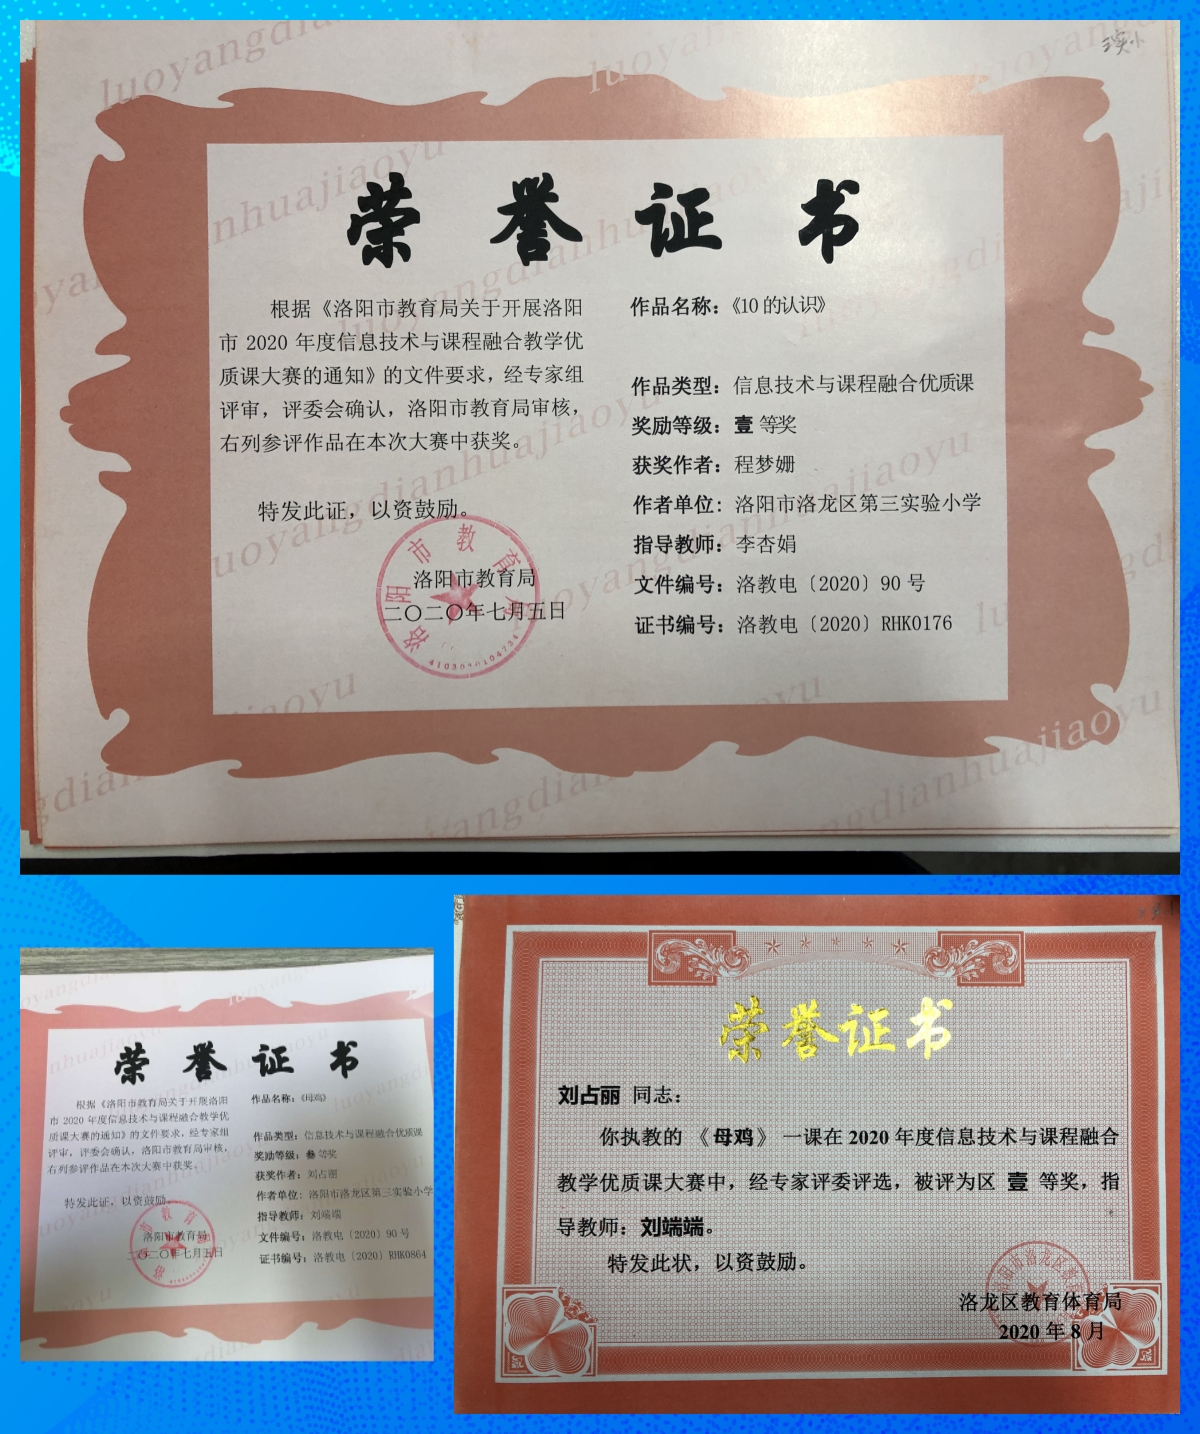 荣誉证书
根据《洛阳市教育局关于开展洛阳
市 2020 年度信息技术与课程融合教学优
质课大赛的通知》的文件要求，经专家组
评审，评委会确认，洛阳市教育局审核，
右列参评作品在本次大赛中获奖。
特发此证，以资鼓励。
洛阳市教育局
二〇二〇年七月五日
作品名称：《10 的认识》
作品类型：信息技术与课程融合优质课
奖励等级：壹 等奖
获奖作者：程梦姗
作者单位：洛阳市洛龙区第三实验小学
指导教师：李杏娟
文件编号：洛教电〔2020〕90 号
证书编号：洛教电〔2020〕RHK0176
荣誉证书
根据《洛阳市教育局关于开展洛阳
市 2020 年度信息技术与课程融合教学优
质课大赛的通知》的文件要求，经专家组
评审，评委会确认，洛阳市教育局审核，
右列参评作品在本次大赛中获奖。
特发此证，以资鼓励。
洛阳市教育局
二〇二〇年七月五日
作品名称：《母鸡》
作品类型：信息技术与课程融合优质课
奖励等级：叁 等奖
获奖作者：刘占丽
作者单位：洛阳市洛龙区第三实验小学
指导教师：刘端端
文件编号：洛教电〔2020〕90 号
证书编号：洛教电〔2020〕RHK0864
荣誉证书
刘占丽 同志：
你执教的 《母鸡》 一课在 2020 年度信息技术与课程融合
教学优质课大赛中，经专家评委评选，被评为区 壹 等奖，指
导教师：刘端端。
特发此状，以资鼓励。
洛龙区教育体育局
2020 年 8 月